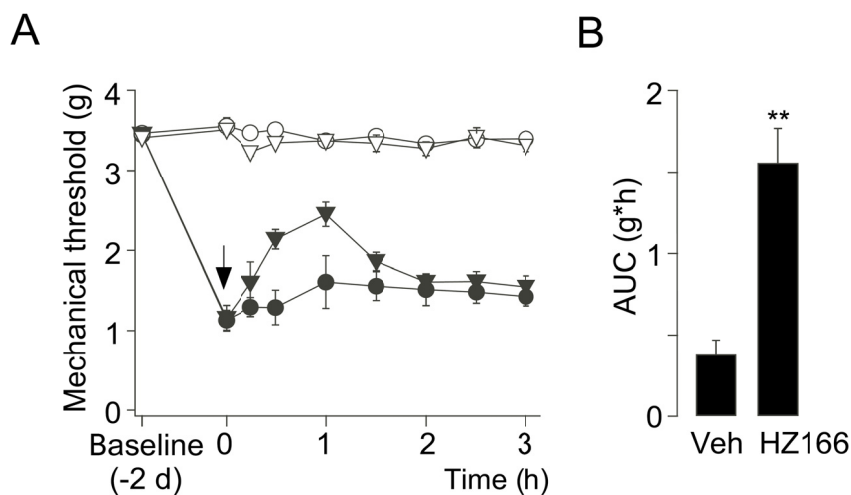 A
Mechanical threshold (g)
4
3
2
1
0
Baseline
(-2 d)
0
1
2
3
Time (h)
B
AUC (g*h)
2
1
0
**
Veh
HZ166